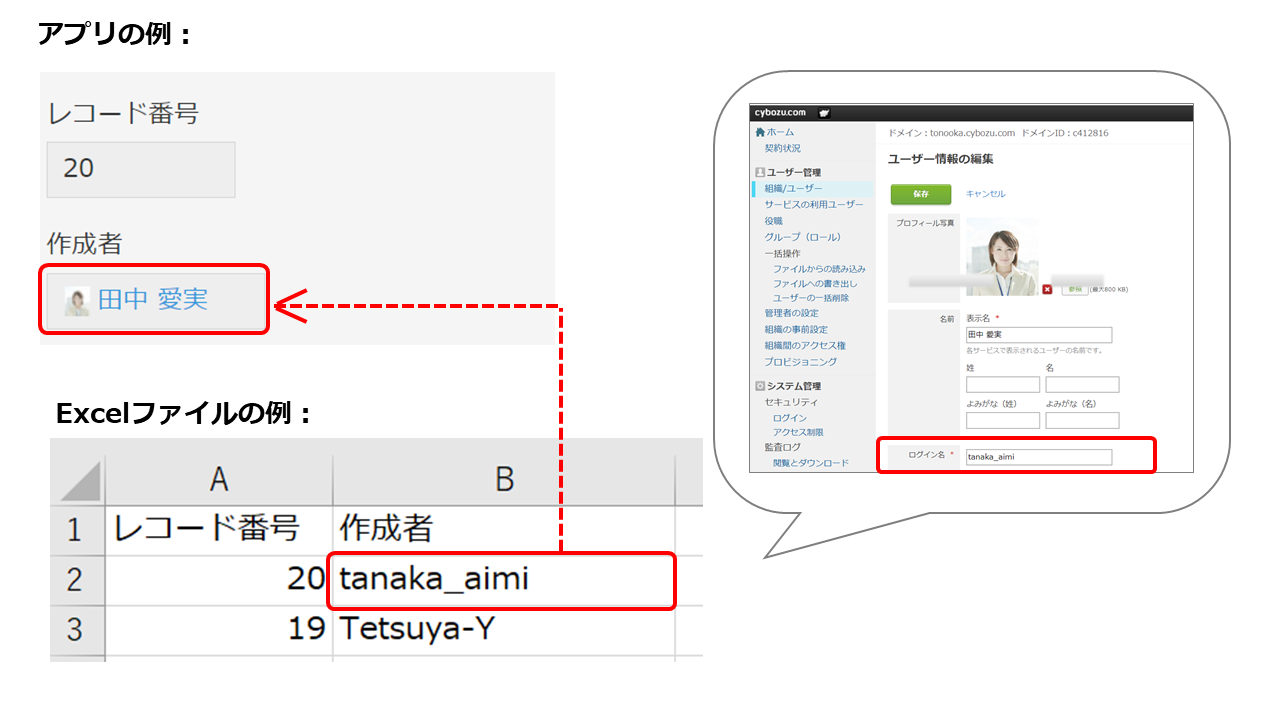 アプリの例：
レコード番号
20
作成者
田中 愛実
Excelファイルの例：
A B
1 レコード番号 作成者
2 20 tanaka_aimi
3 19 Tetsuya-Y
cybozu.com
ホーム
契約状況
ユーザー管理
組織/ユーザー
サービスの利用ユーザー
役職
グループ（ロール）
一括操作
ファイルからの読み込み
ファイルへの書き出し
ユーザーの一括削除
管理者の設定
組織の事前設定
組織間のアクセス権
プロビジョニング
システム管理
セキュリティ
ログイン
アクセス制限
監査ログ
閲覧とダウンロード
ドメイン：tonooka.cybozu.com ドメインID：c412816
ユーザー情報の編集
保存 キャンセル
プロフィール写真
参照 (最大800 KB)
名前 表示名 *
田中 愛実
各サービスで表示されるユーザーの名前です。
姓 名
よみがな（姓） よみがな（名）
ログイン名 * tanaka_aimi